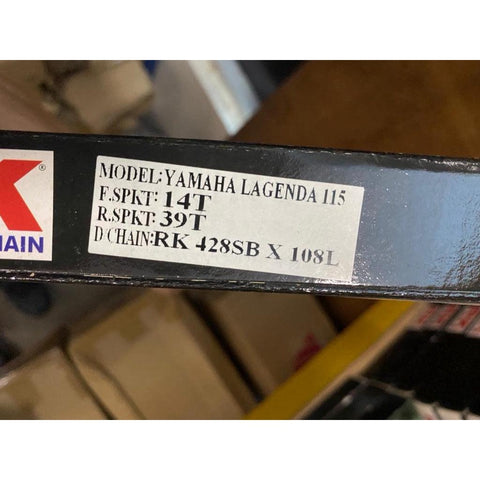 MODEL:YAMAHA LAGENDA 115
F.SPKT: 14T
R.SPKT: 39T
D/CHAIN:RK 428SB X 108L
K®
HAIN